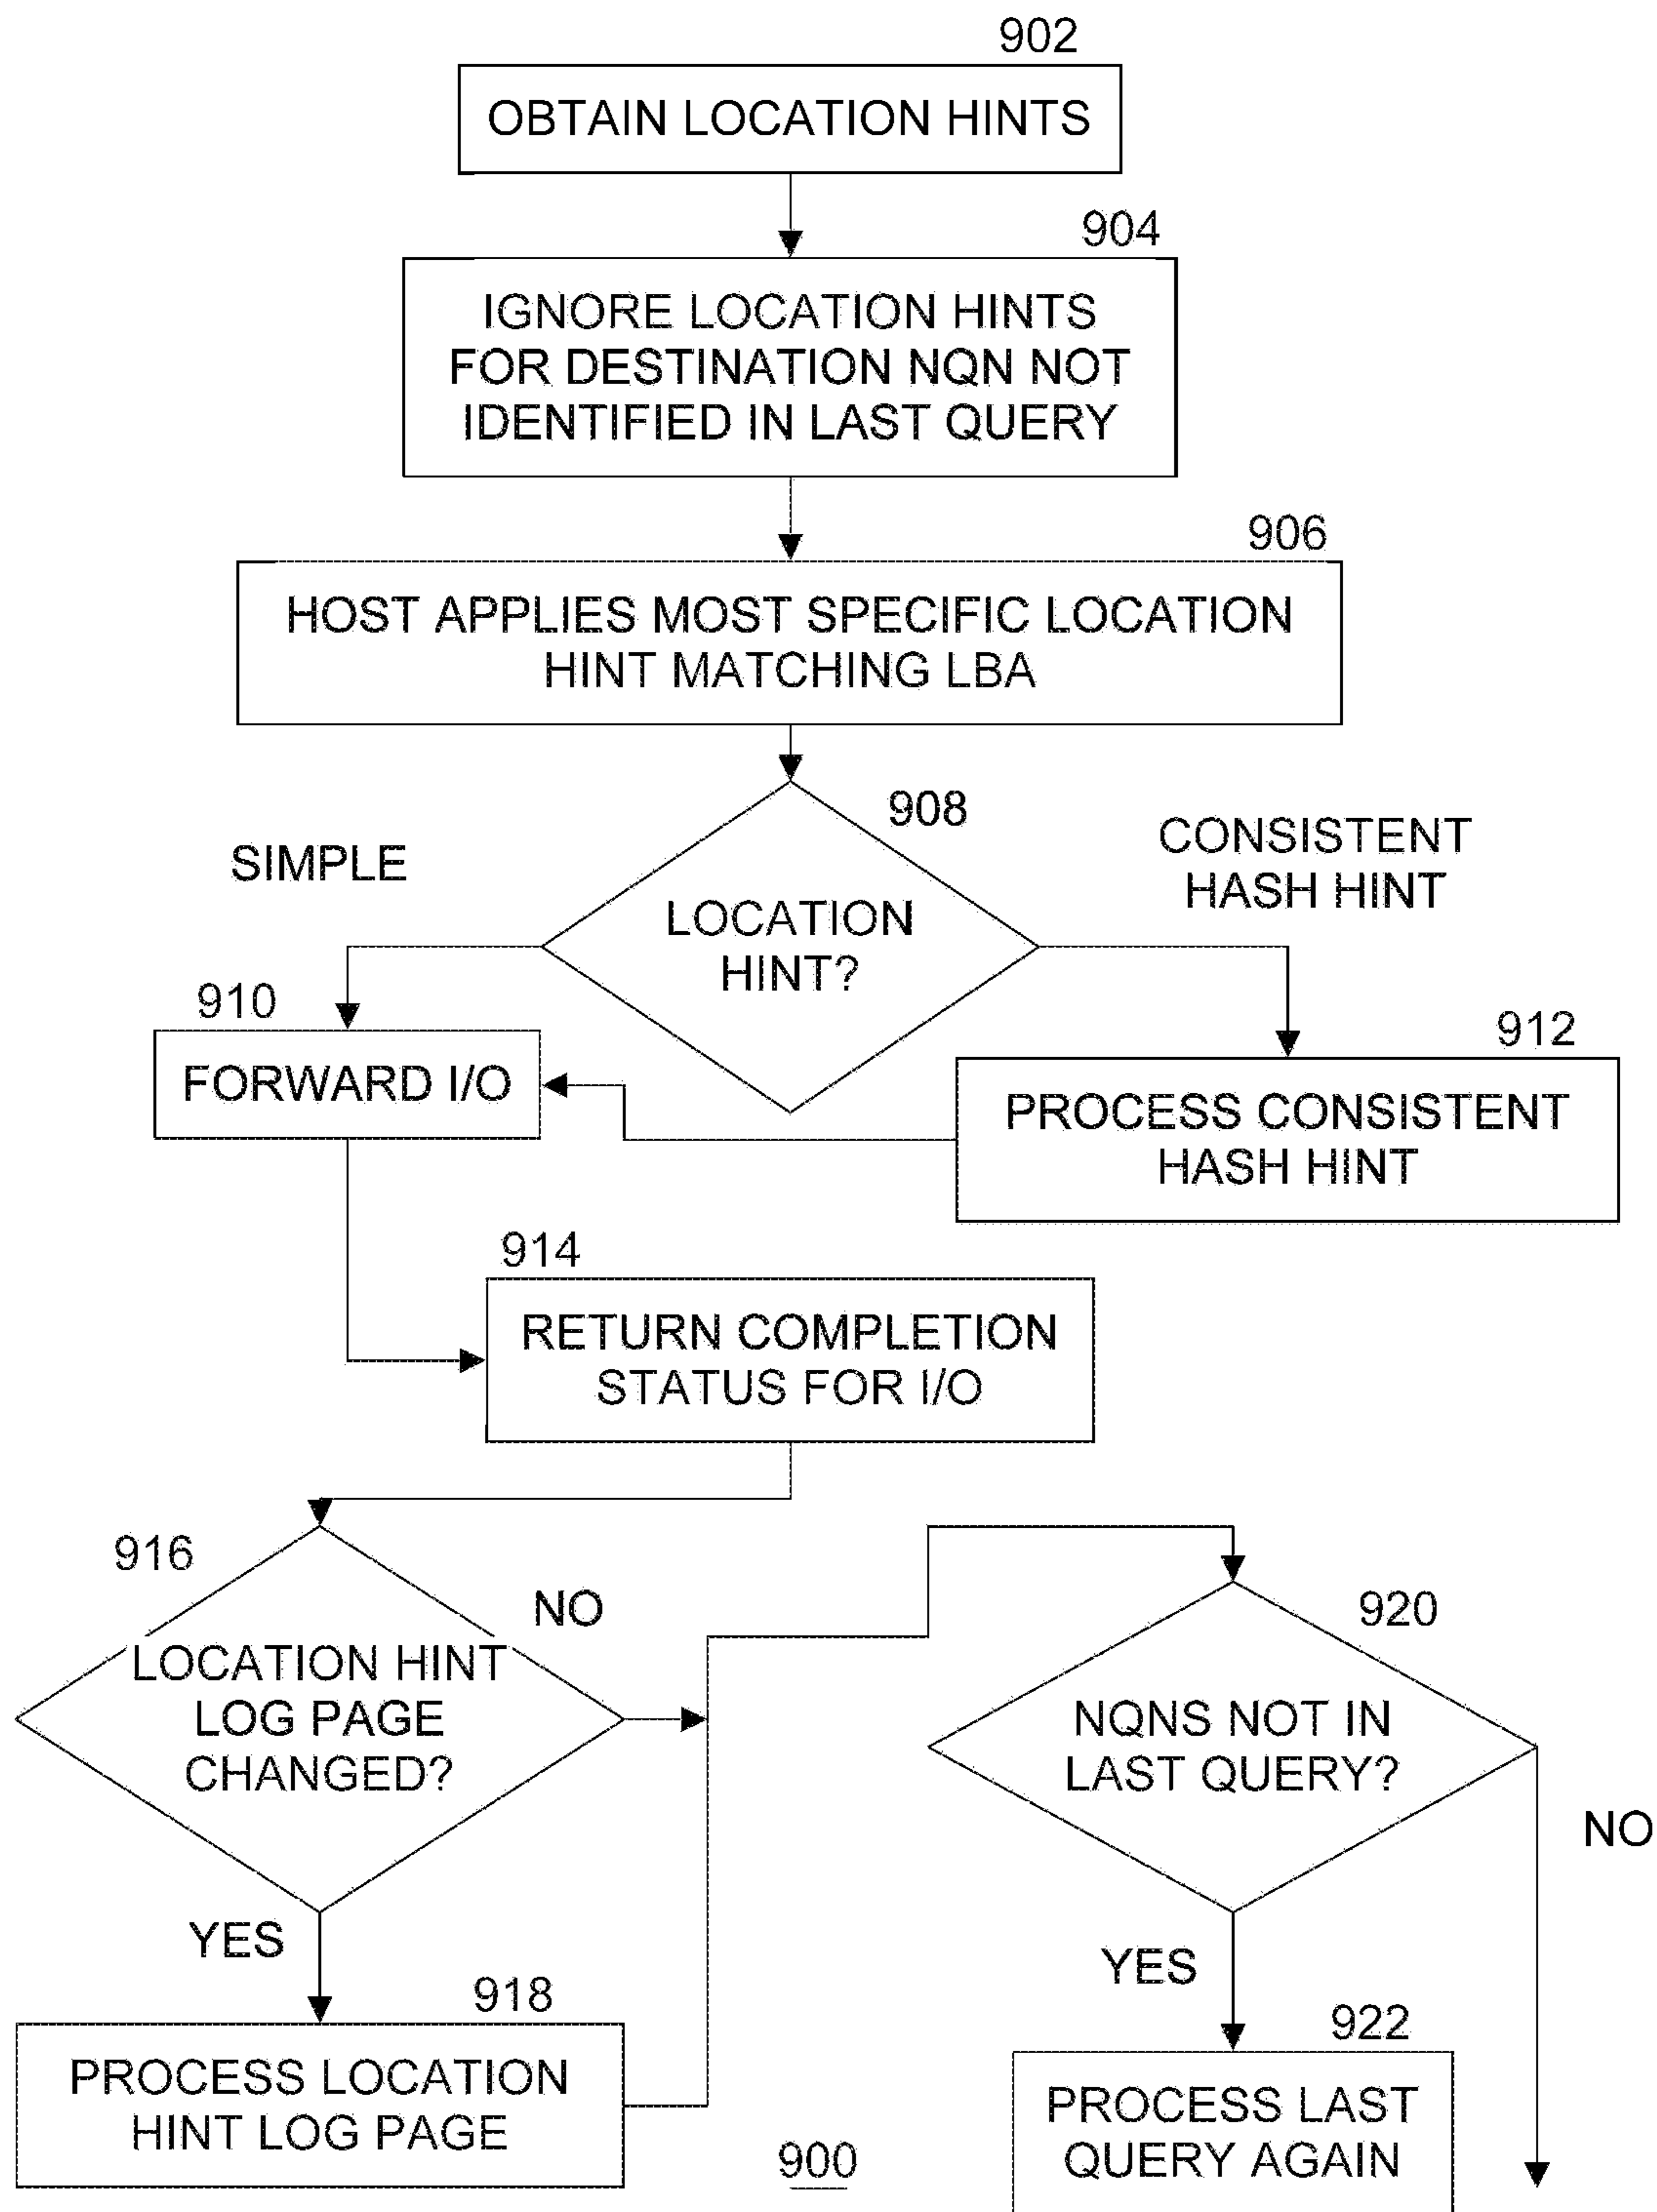 902
OBTAIN LOCATION HINTS
904
IGNORE LOCATION HINTS
FOR DESTINATION NQN NOT
IDENTIFIED IN LAST QUERY
906
HOST APPLIES MOST SPECIFIC LOCATION
HINT MATCHING LBA
908
SIMPLE
CONSISTENT
HASH HINT
LOCATION
HINT?
910
FORWARD I/O
912
PROCESS CONSISTENT
HASH HINT
914
RETURN COMPLETION
STATUS FOR I/O
916
NO
LOCATION HINT
LOG PAGE
CHANGED?
920
NQNS NOT IN
LAST QUERY?
NO
YES
918
PROCESS LOCATION
HINT LOG PAGE
YES
922
PROCESS LAST
QUERY AGAIN
900